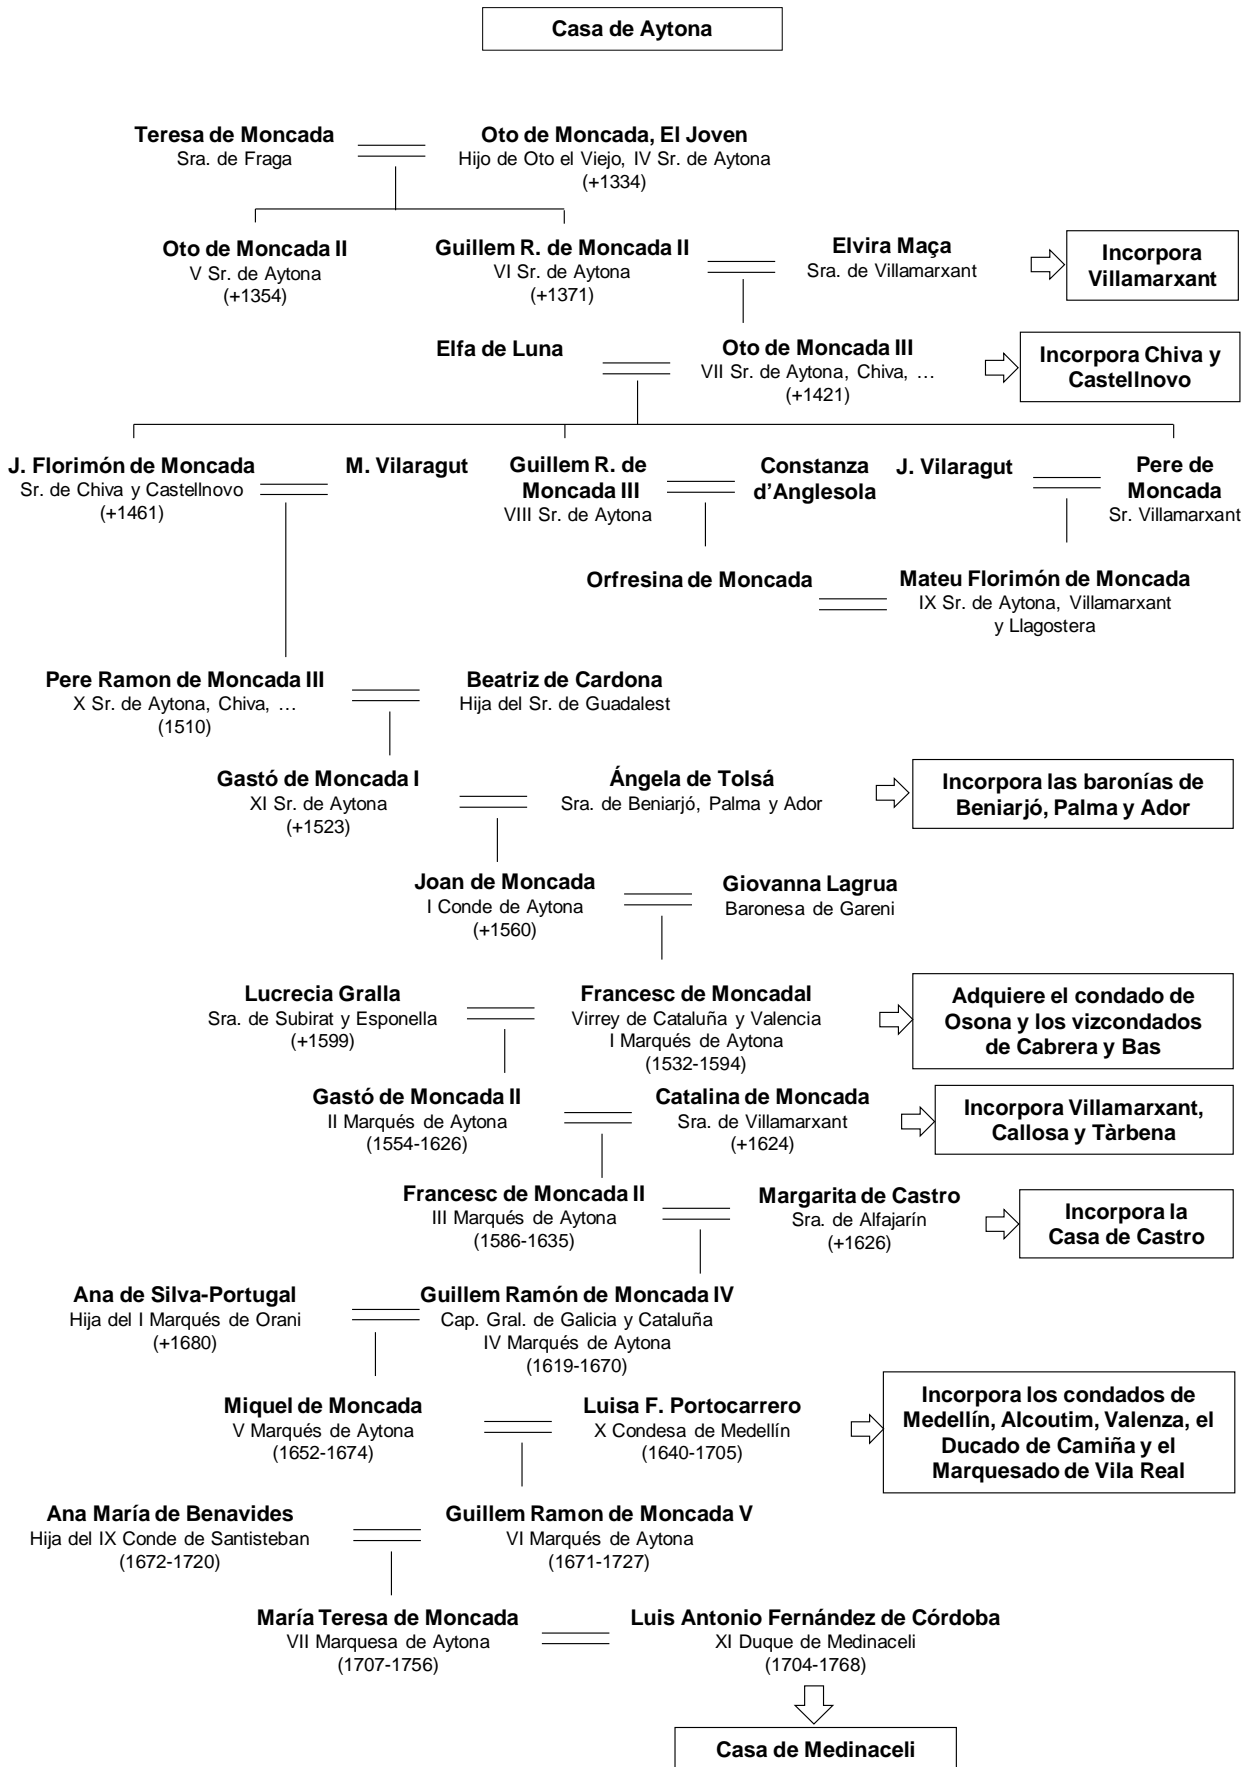 Casa de Aytona
Teresa de Moncada
Sra. de Fraga
Oto de Moncada, El Joven
Hijo de Oto el Viejo, IV Sr. de Aytona
(+1334)
Oto de Moncada II
V Sr. de Aytona
(+1354)
Guillem R. de Moncada II
VI Sr. de Aytona
(+1371)
Elvira Maça
Sra. de Villamarxant
Incorpora
Villamarxant
Elfa de Luna
Oto de Moncada III
VII Sr. de Aytona, Chiva, …
(+1421)
Incorpora Chiva y
Castellnovo
J. Florimón de Moncada
Sr. de Chiva y Castellnovo
(+1461)
M. Vilaragut
Guillem R. de
Moncada III
VIII Sr. de Aytona
Constanza
d’Anglesola
J. Vilaragut
Pere de
Moncada
Sr. Villamarxant
Orfresina de Moncada
Mateu Florimón de Moncada
IX Sr. de Aytona, Villamarxant
y Llagostera
Pere Ramon de Moncada III
X Sr. de Aytona, Chiva, …
(1510)
Beatriz de Cardona
Hija del Sr. de Guadalest
Gastó de Moncada I
XI Sr. de Aytona
(+1523)
Ángela de Tolsá
Sra. de Beniarjó, Palma y Ador
Incorpora las baronías de
Beniarjó, Palma y Ador
Joan de Moncada
I Conde de Aytona
(+1560)
Giovanna Lagrua
Baronesa de Gareni
Lucrecia Gralla
Sra. de Subirat y Esponella
(+1599)
Francesc de MoncadaI
Virrey de Cataluña y Valencia
I Marqués de Aytona
(1532-1594)
Adquiere el condado de
Osona y los vizcondados
de Cabrera y Bas
Gastó de Moncada II
II Marqués de Aytona
(1554-1626)
Catalina de Moncada
Sra. de Villamarxant
(+1624)
Incorpora Villamarxant,
Callosa y Tàrbena
Francesc de Moncada II
III Marqués de Aytona
(1586-1635)
Margarita de Castro
Sra. de Alfajarín
(+1626)
Incorpora la
Casa de Castro
Ana de Silva-Portugal
Hija del I Marqués de Orani
(+1680)
Guillem Ramón de Moncada IV
Cap. Gral. de Galicia y Cataluña
IV Marqués de Aytona
(1619-1670)
Miquel de Moncada
V Marqués de Aytona
(1652-1674)
Luisa F. Portocarrero
X Condesa de Medellín
(1640-1705)
Incorpora los condados de
Medellín, Alcoutim, Valenza, el
Ducado de Camiña y el
Marquesado de Vila Real
Ana María de Benavides
Hija del IX Conde de Santisteban
(1672-1720)
Guillem Ramon de Moncada V
VI Marqués de Aytona
(1671-1727)
María Teresa de Moncada
VII Marquesa de Aytona
(1707-1756)
Luis Antonio Fernández de Córdoba
XI Duque de Medinaceli
(1704-1768)
Casa de Medinaceli